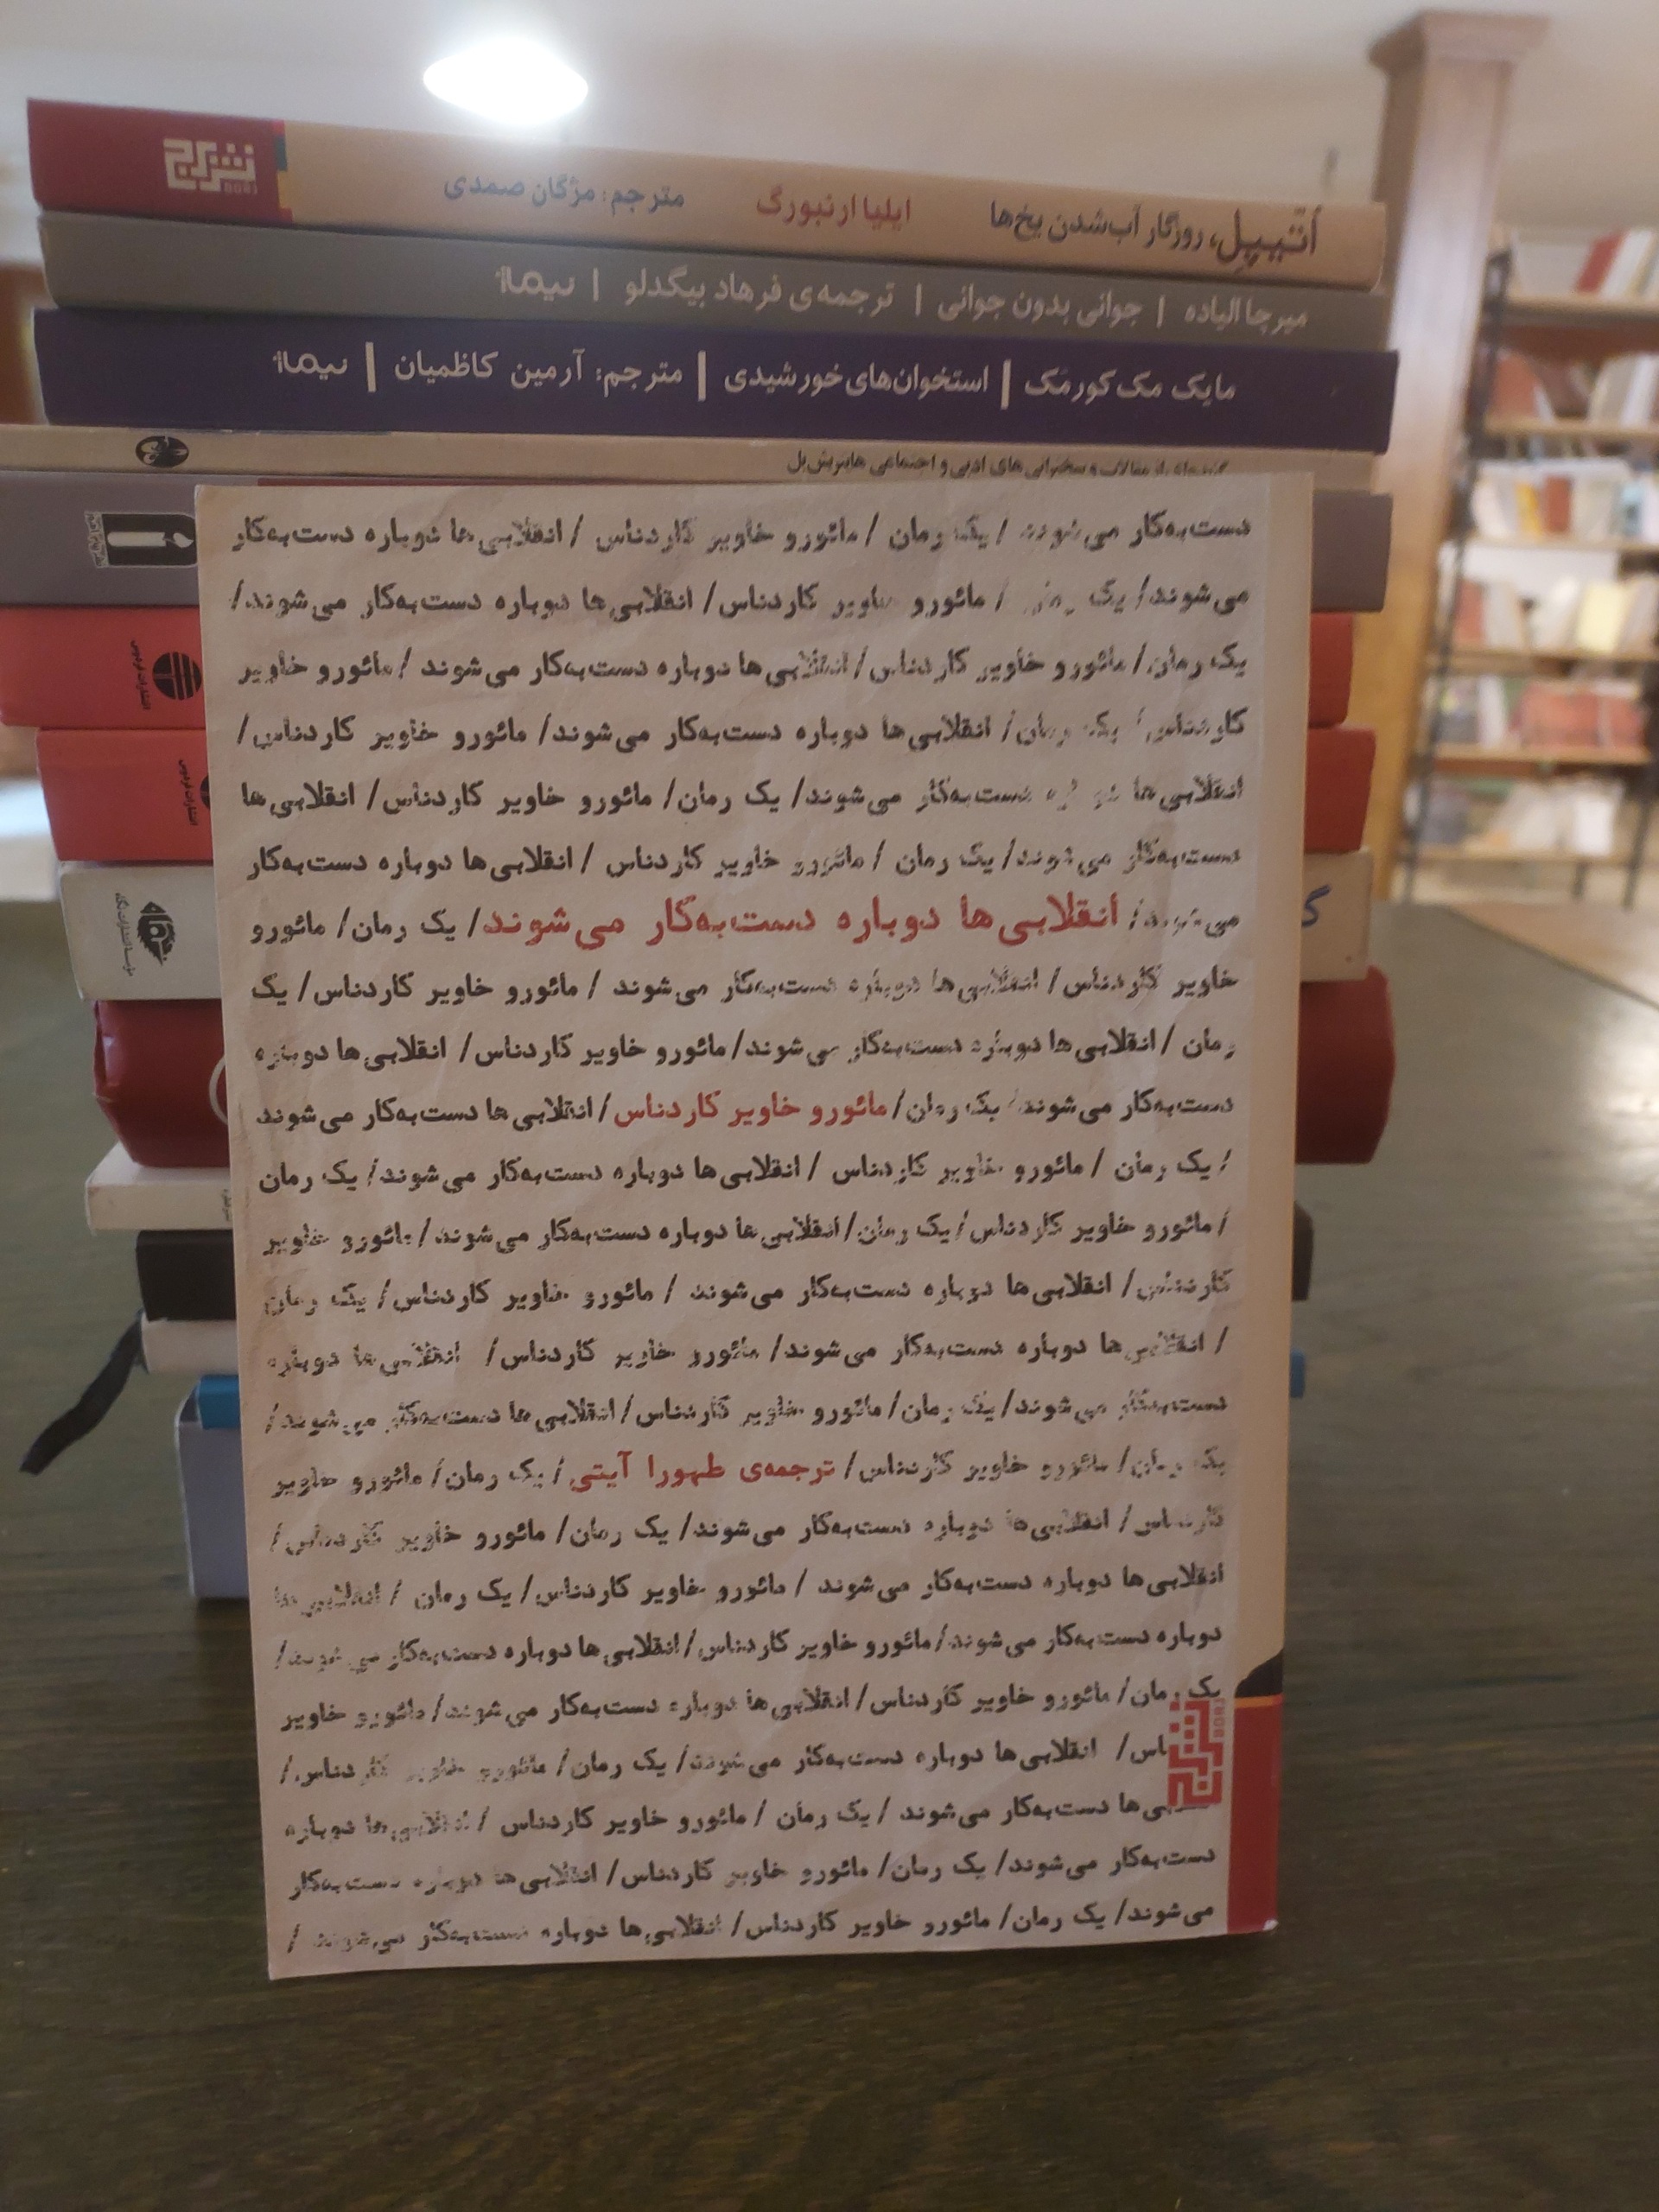 آتیپل، روزگار آب‌شدن یخ‌ها ایلیا ارنبورگ مترجم: مژگان صمدی نشر برج BORJ
میرچا الیاده | جوانی بدون جوانی | ترجمه‌ی فرهاد بیگدلو | نیماژ
مایک مک‌کورمک | استخوان‌های خورشیدی | مترجم: آرمین کاظمیان | نیماژ
مقالات و سخنرانی‌های ادبی و اجتماعی هاینریش بل
دست‌به‌کار می‌شوند / یک رمان / مائورو خاویر کاردناس / انقلابی‌ها دوباره دست‌به‌کار
می‌شوند/ یک رمان / مائورو خاویر کاردناس/ انقلابی‌ها دوباره دست‌به‌کار می‌شوند/
یک رمان/ مائورو خاویر کاردناس/ انقلابی‌ها دوباره دست‌به‌کار می‌شوند /مائورو خاویر
کاردناس/ یک رمان/ انقلابی‌ها دوباره دست‌به‌کار می‌شوند/ مائورو خاویر کاردناس/
انقلابی‌ها دوباره دست‌به‌کار می‌شوند/ یک رمان/ مائورو خاویر کاردناس/ انقلابی‌ها
دست‌به‌کار می‌شوند/ یک رمان / مائورو خاویر کاردناس / انقلابی‌ها دوباره دست‌به‌کار
می‌شوند/ انقلابی‌ها دوباره دست‌به‌کار می‌شوند/ یک رمان/ مائورو
خاویر کاردناس/ انقلابی‌ها دوباره دست‌به‌کار می‌شوند / مائورو خاویر کاردناس/ یک
رمان / انقلابی‌ها دوباره دست‌به‌کار می‌شوند/ مائورو خاویر کاردناس/ انقلابی‌ها دوباره
دست‌به‌کار می‌شوند/ یک رمان/ مائورو خاویر کاردناس/ انقلابی‌ها دست‌به‌کار می‌شوند
/ یک رمان / مائورو خاویر کاردناس / انقلابی‌ها دوباره دست‌به‌کار می‌شوند/ یک رمان
/ مائورو خاویر کاردناس/ یک رمان/ انقلابی‌ها دوباره دست‌به‌کار می‌شوند/ مائورو خاویر
کاردناس/ انقلابی‌ها دوباره دست‌به‌کار می‌شوند / مائورو خاویر کاردناس/ یک رمان
/ انقلابی‌ها دوباره دست‌به‌کار می‌شوند/ مائورو خاویر کاردناس/ انقلابی‌ها دوباره
دست‌به‌کار می‌شوند/ یک رمان/ مائورو خاویر کاردناس/ انقلابی‌ها دست‌به‌کار می‌شوند/
یک رمان/ مائورو خاویر کاردناس/ ترجمه‌ی طهورا آیتی/ یک رمان/ مائورو خاویر
کاردناس/ انقلابی‌ها دوباره دست‌به‌کار می‌شوند/ یک رمان/ مائورو خاویر کاردناس/
انقلابی‌ها دوباره دست‌به‌کار می‌شوند / مائورو خاویر کاردناس/ یک رمان / انقلابی‌ها
دوباره دست‌به‌کار می‌شوند/ مائورو خاویر کاردناس/ انقلابی‌ها دوباره دست‌به‌کار می‌شوند/
یک رمان/ مائورو خاویر کاردناس/ انقلابی‌ها دوباره دست‌به‌کار می‌شوند/ مائورو خاویر
ناس/ انقلابی‌ها دوباره دست‌به‌کار می‌شوند/ یک رمان/ مائورو خاویر کاردناس/
بی‌ها دست‌به‌کار می‌شوند / یک رمان / مائورو خاویر کاردناس / انقلابی‌ها دوباره
دست‌به‌کار می‌شوند/ یک رمان/ مائورو خاویر کاردناس/ انقلابی‌ها دوباره دست‌به‌کار
می‌شوند/ یک رمان/ مائورو خاویر کاردناس/ انقلابی‌ها دوباره دست‌به‌کار می‌شوند /
نشر برج BORJ
موسسه انتشارات نگاه